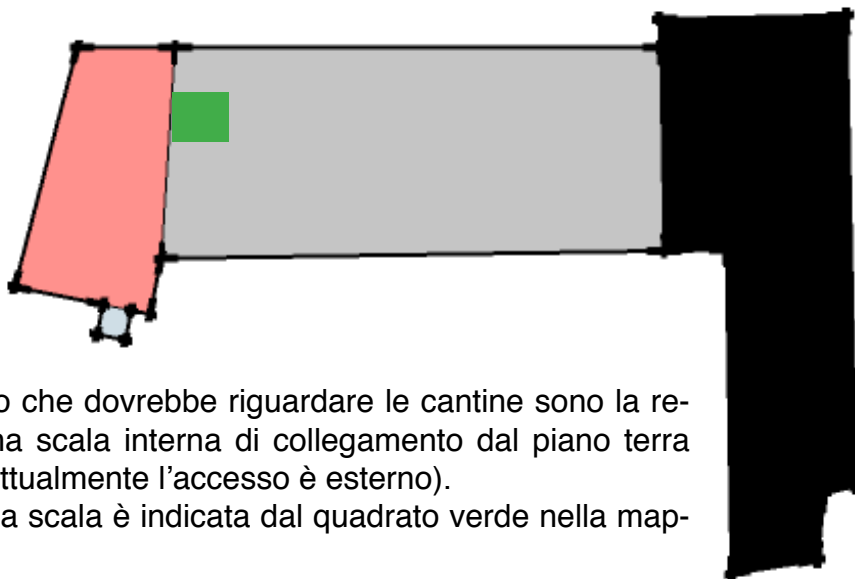 o che dovrebbe riguardare le cantine sono la re-
na scala interna di collegamento dal piano terra
ttualmente l'accesso è esterno).
a scala è indicata dal quadrato verde nella map-